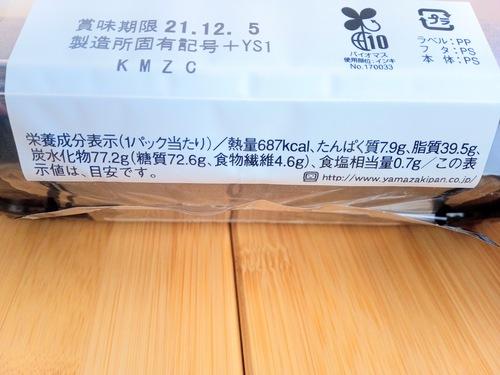 賞味期限 21.12. 5
製造所固有記号＋YS1
KMZC
10
バイオマス
使用部位：インキ
No.170033
プラ
ラベル：PP
フタ：PS
本体：PS
栄養成分表示(1パック当たり)／熱量687kcal、たんぱく質7.9g、脂質39.5g、
炭水化物77.2g(糖質72.6g、食物繊維4.6g)、食塩相当量0.7g／この表
示値は、目安です。
http://www.yamazakipan.co.jp/